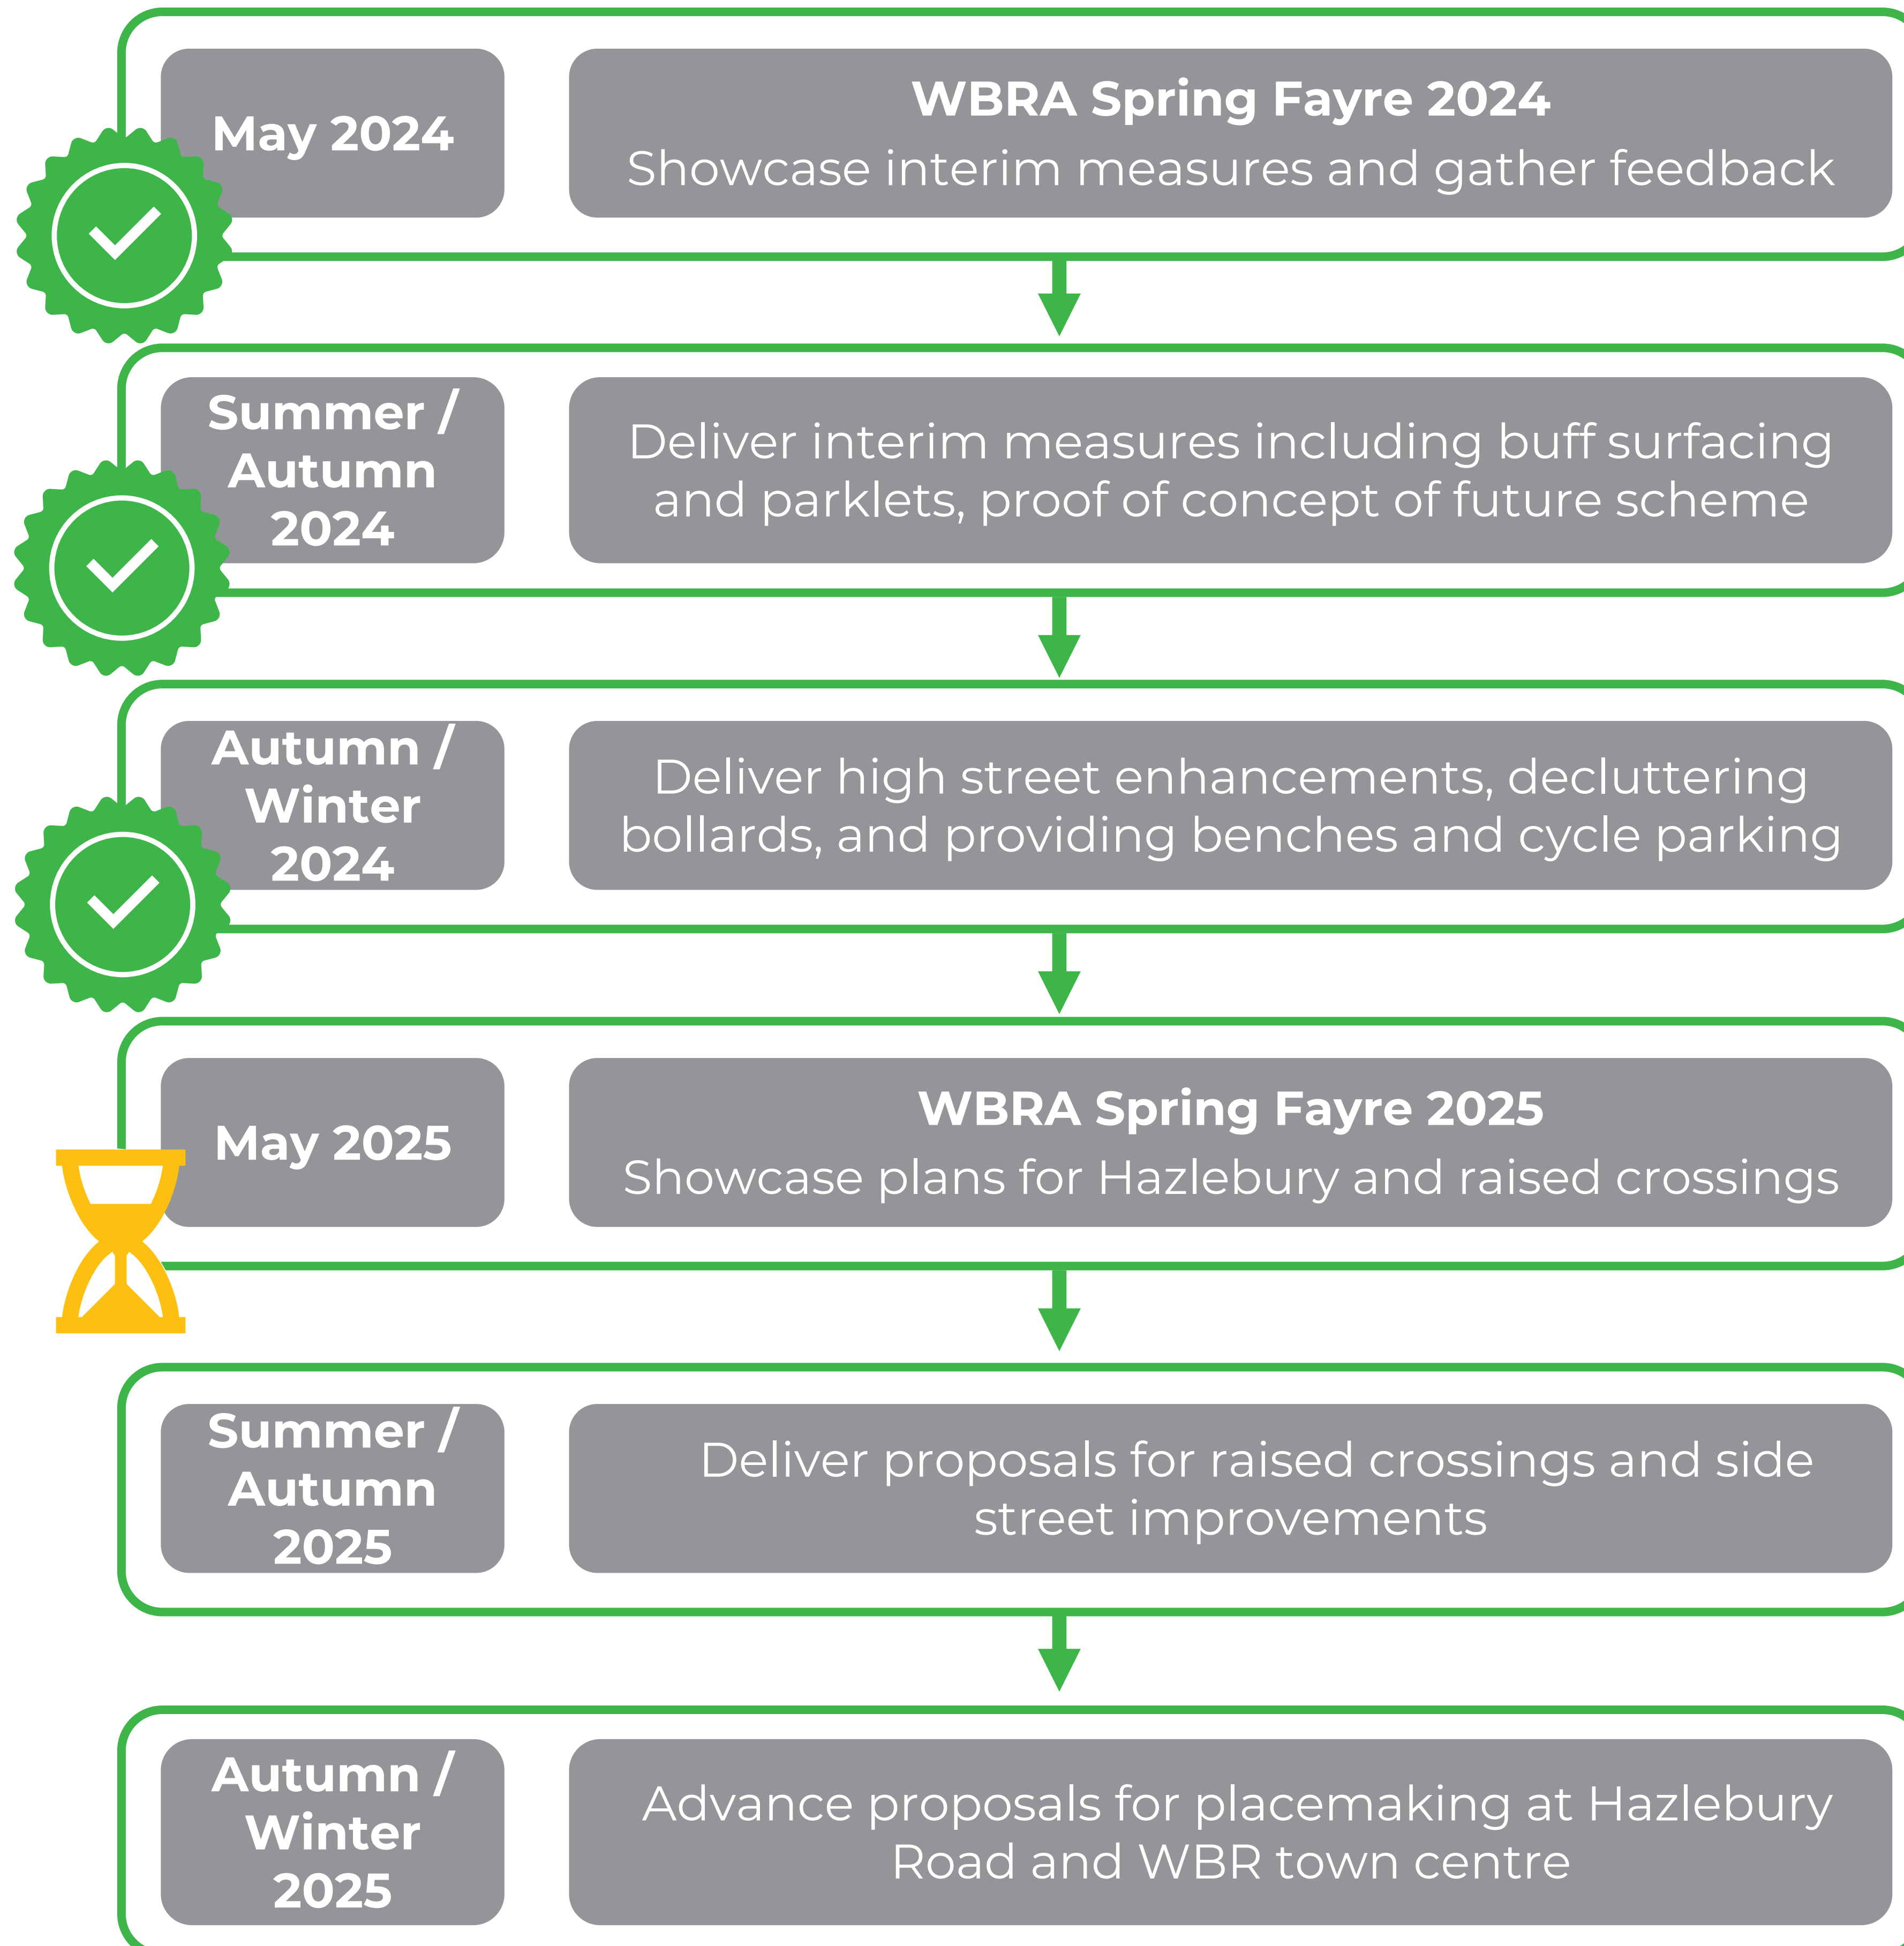 May 2024
WBRA Spring Fayre 2024
Showcase interim measures and gather feedback
Summer /
Autumn
2024
Deliver interim measures including buff surfacing
and parklets, proof of concept of future scheme
Autumn /
Winter
2024
Deliver high street enhancements, decluttering
bollards, and providing benches and cycle parking
May 2025
WBRA Spring Fayre 2025
Showcase plans for Hazlebury and raised crossings
Summer /
Autumn
2025
Deliver proposals for raised crossings and side
street improvements
Autumn /
Winter
2025
Advance proposals for placemaking at Hazlebury
Road and WBR town centre